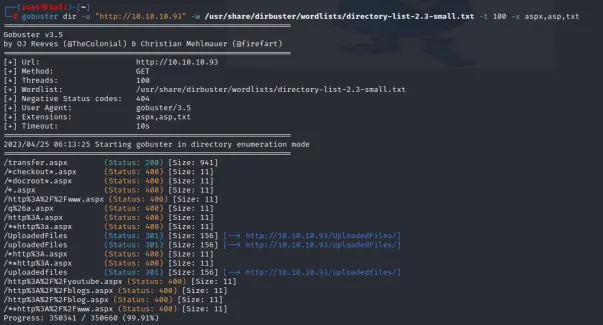 ┌──(root㉿kali)-[~]
└─# gobuster dir -u "http://10.10.10.93" -w /usr/share/dirbuster/wordlists/directory-list-2.3-small.txt -t 100 -x aspx,asp,txt
===============================================================
Gobuster v3.5
by OJ Reeves (@TheColonial) & Christian Mehlmauer (@firefart)
===============================================================
[+] Url: http://10.10.10.93
[+] Method: GET
[+] Threads: 100
[+] Wordlist: /usr/share/dirbuster/wordlists/directory-list-2.3-small.txt
[+] Negative Status codes: 404
[+] User Agent: gobuster/3.5
[+] Extensions: aspx,asp,txt
[+] Timeout: 10s
===============================================================
2023/04/25 06:13:25 Starting gobuster in directory enumeration mode
===============================================================
/transfer.aspx (Status: 200) [Size: 941]
/*checkout*.aspx (Status: 400) [Size: 11]
/*docroot*.aspx (Status: 400) [Size: 11]
/*.aspx (Status: 400) [Size: 11]
/http%3A%2F%2Fwww.aspx (Status: 400) [Size: 11]
/q%26a.aspx (Status: 400) [Size: 11]
/http%3A.aspx (Status: 400) [Size: 11]
/**http%3a.aspx (Status: 400) [Size: 11]
/UploadedFiles (Status: 301) [Size: 156] [--> http://10.10.10.93/UploadedFiles/]
/uploadedFiles (Status: 301) [Size: 156] [--> http://10.10.10.93/uploadedFiles/]
/*http%3A.aspx (Status: 400) [Size: 11]
/**http%3A.aspx (Status: 400) [Size: 11]
/uploadedfiles (Status: 301) [Size: 156] [--> http://10.10.10.93/uploadedfiles/]
/http%3A%2F%2Fyoutube.aspx (Status: 400) [Size: 11]
/http%3A%2F%2Fblogs.aspx (Status: 400) [Size: 11]
/http%3A%2F%2Fblog.aspx (Status: 400) [Size: 11]
/**http%3A%2F%2Fwww.aspx (Status: 400) [Size: 11]
Progress: 350341 / 350660 (99.91%)